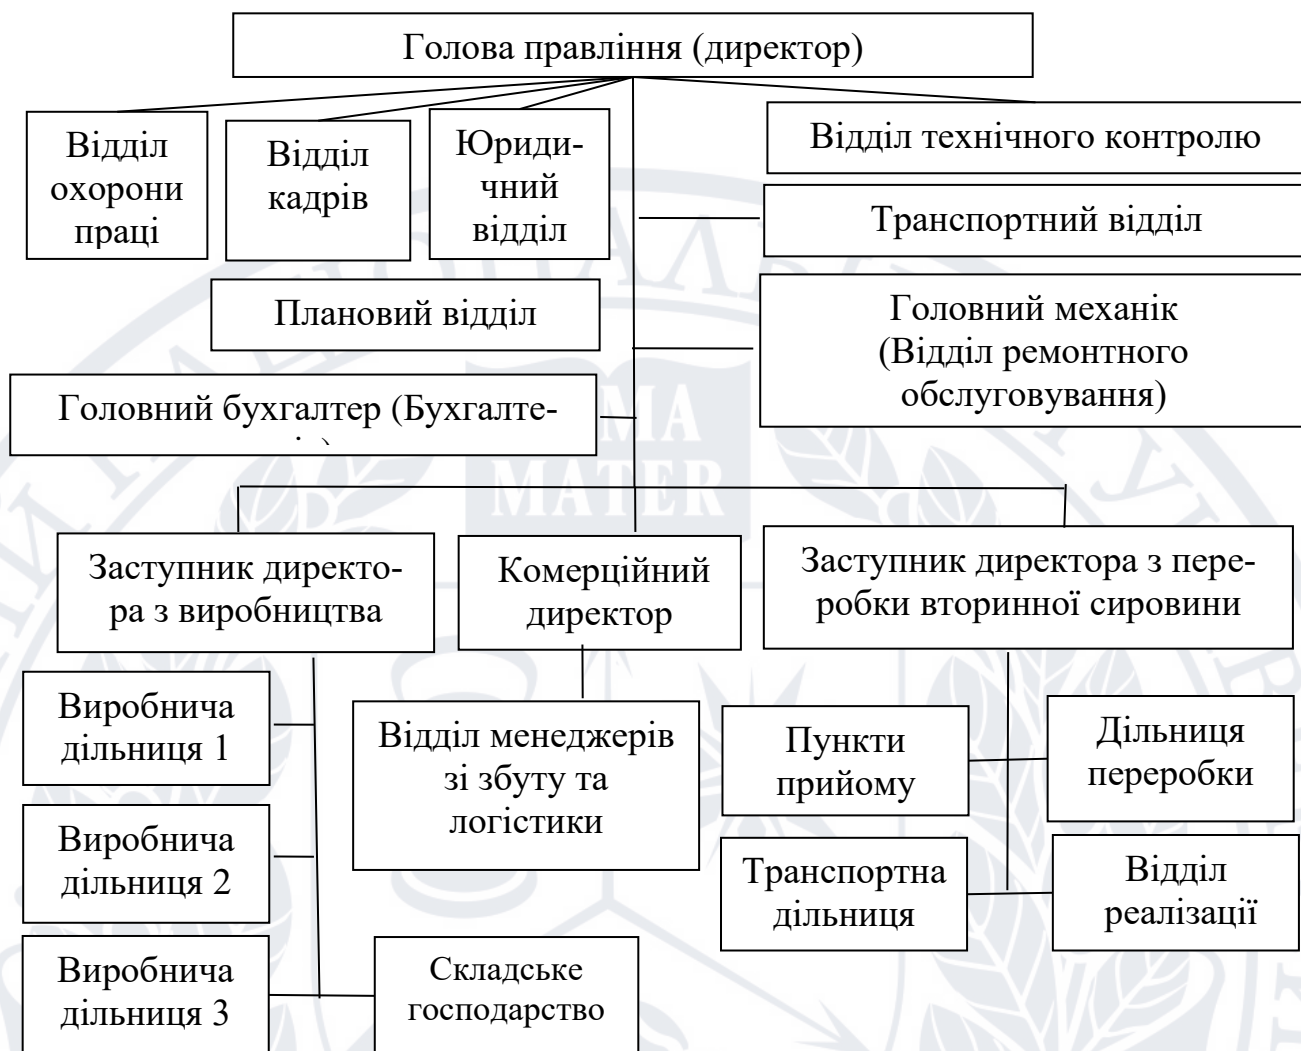 Голова правління (директор)
Відділ
охорони
праці
Відділ
кадрів
Юриди-
чний
відділ
Відділ технічного контролю
Транспортний відділ
Плановий відділ
Головний механік
(Відділ ремонтного
обслуговування)
Головний бухгалтер (Бухгалте-
Заступник директо-
ра з виробництва
Комерційний
директор
Заступник директора з пере-
робки вторинної сировини
Виробнича
дільниця 1
Виробнича
дільниця 2
Виробнича
дільниця 3
Відділ менеджерів
зі збуту та
логістики
Складське
господарство
Пункти
прийому
Дільниця
переробки
Транспортна
дільниця
Відділ
реалізації
MATER